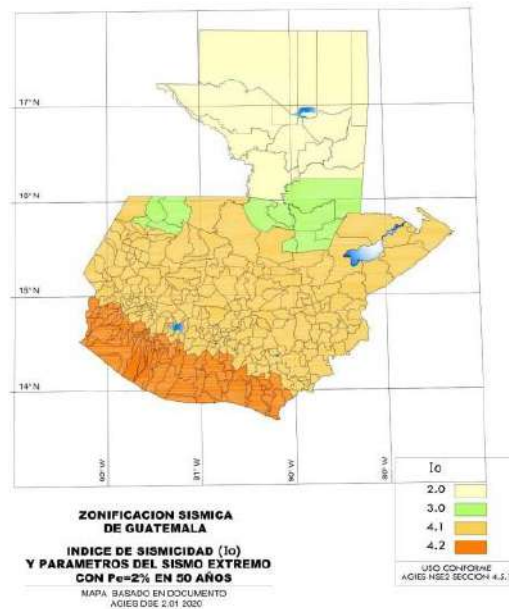 17° N
16° N
15° N
14° N
91° W
90° W
Io
2.0
3.0
4.1
4.2
USO CONFORME
ZONIFICACION SISMICA
DE GUATEMALA
INDICE DE SISMICIDAD (Io)
Y PARAMETROS DEL SISMO EXTREMO
CON Pe=2% EN 50 AÑOS
MAPA BASADO EN DOCUMENTO
AGIES DSE 2.01 2020
AGIES NSE2 SECCION 4.5.1